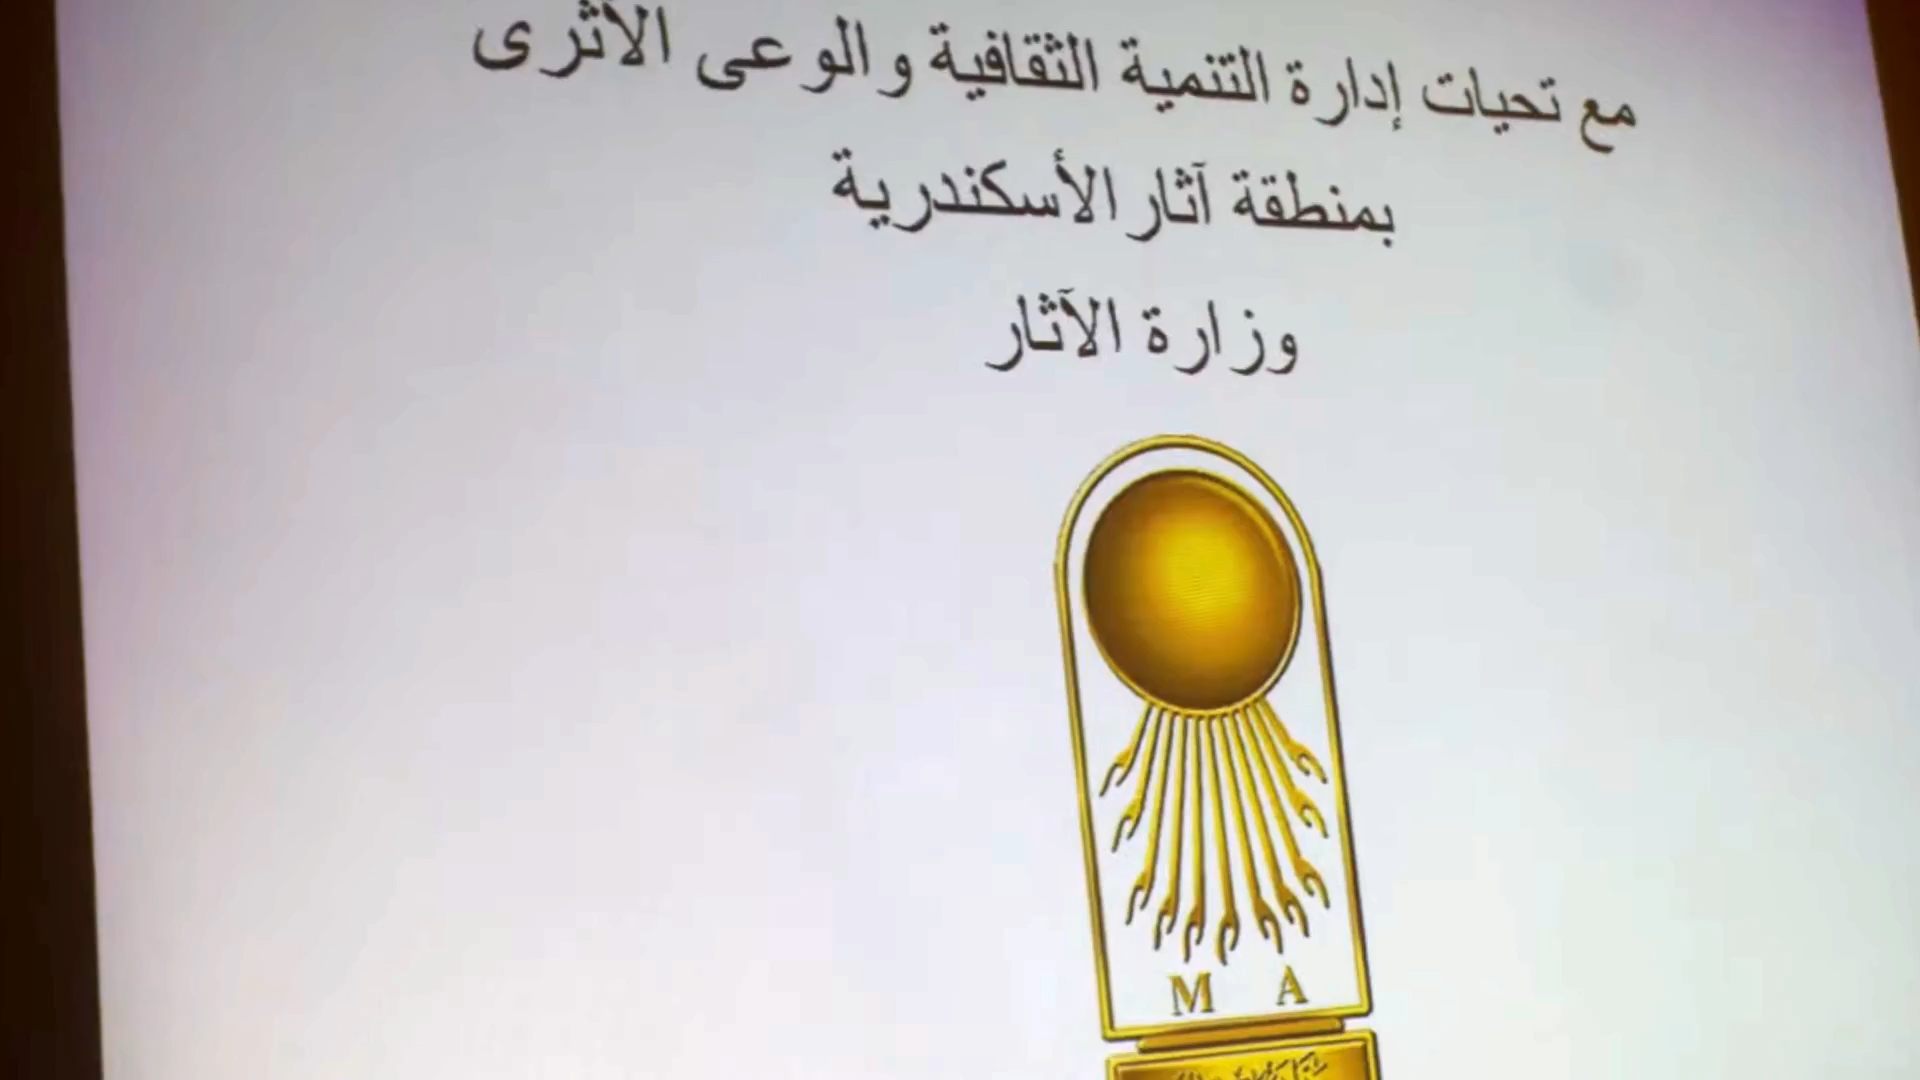 مع تحيات إدارة التنمية الثقافية والوعى الأثرى
بمنطقة آثار الأسكندرية
وزارة الآثار
M A